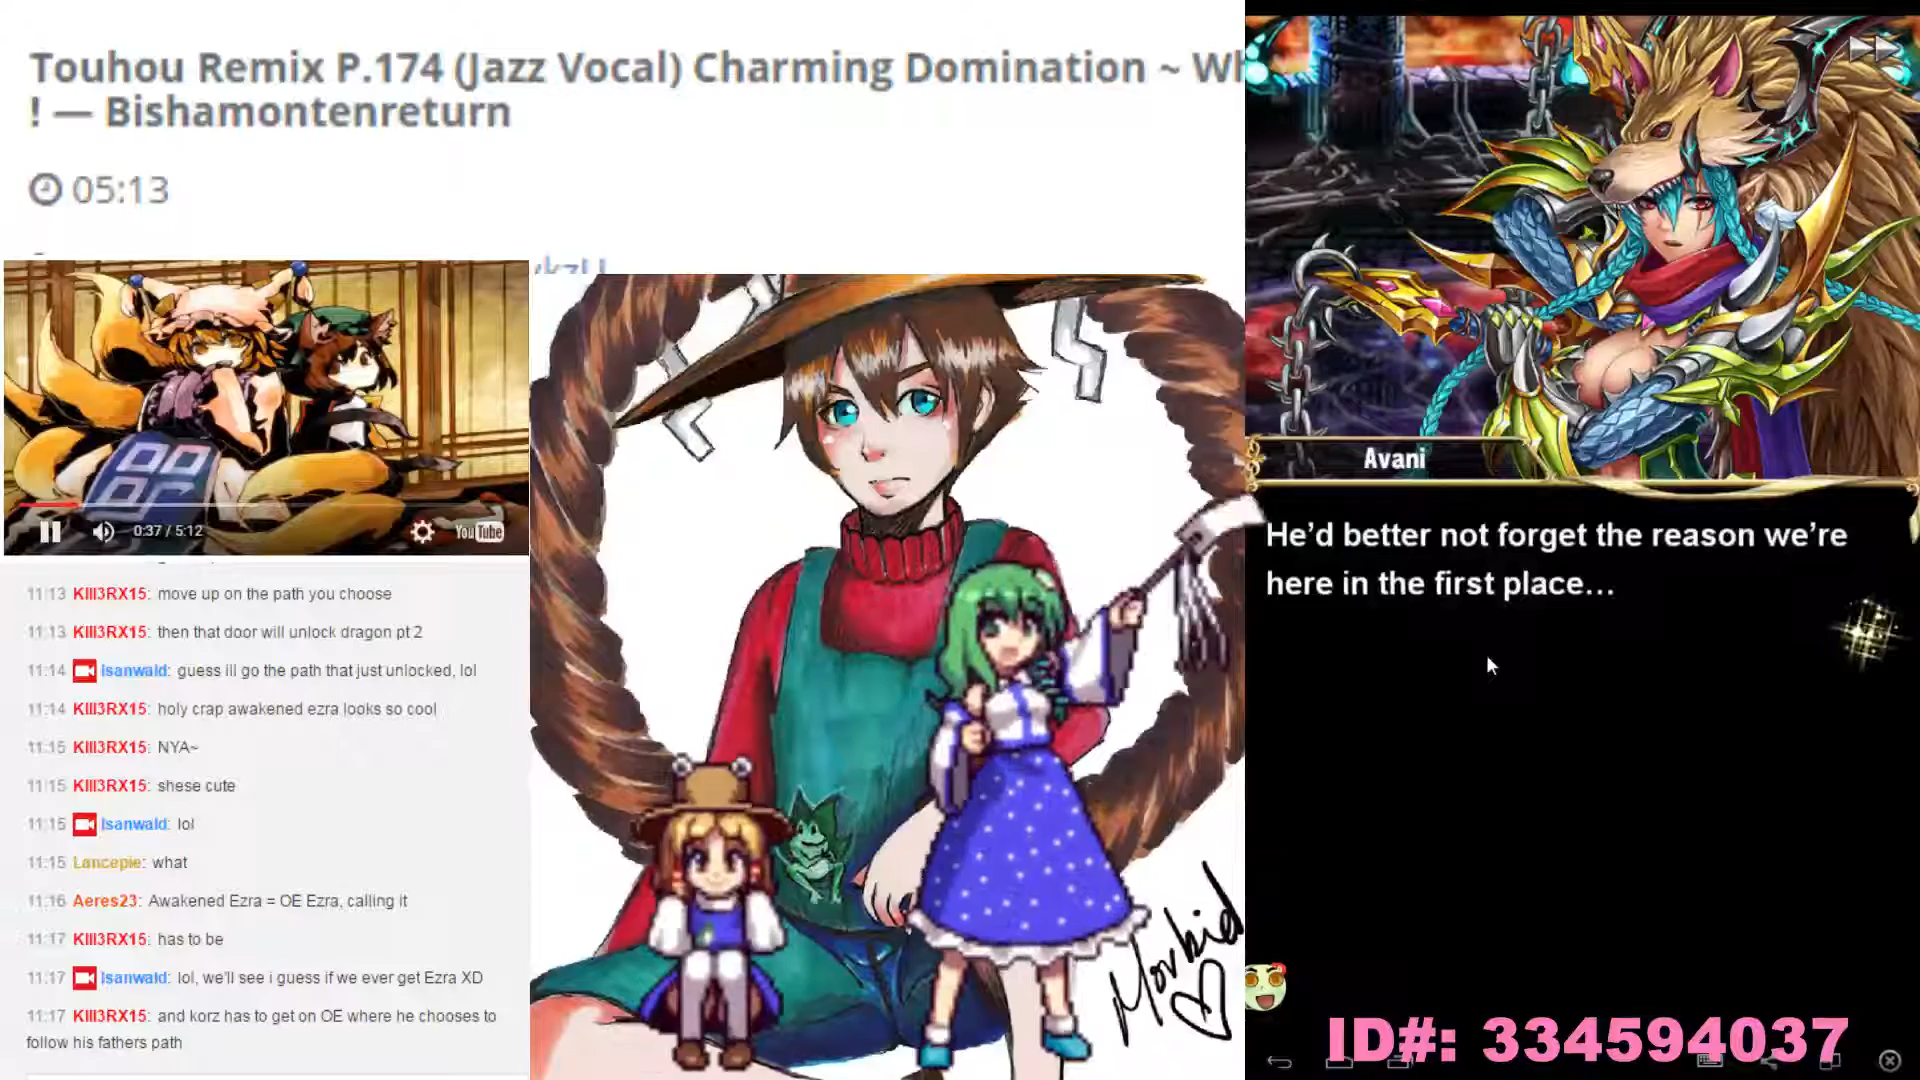 Touhou Remix P.174 (Jazz Vocal) Charming Domination ~ Wh
! — Bishamontenreturn
05:13
0:37 / 5:12
YouTube
11:13 KIll3RX15: move up on the path you choose
11:13 KIll3RX15: then that door will unlock dragon pt 2
11:14 Isanwald: guess ill go the path that just unlocked, lol
11:14 KIll3RX15: holy crap awakened ezra looks so cool
11:15 KIll3RX15: NYA~
11:15 KIll3RX15: shese cute
11:15 Isanwald: lol
11:15 Lancepie: what
11:16 Aeres23: Awakened Ezra = OE Ezra, calling it
11:17 KIll3RX15: has to be
11:17 Isanwald: lol, we'll see i guess if we ever get Ezra XD
11:17 KIll3RX15: and korz has to get on OE where he chooses to
follow his fathers path
Morbid
Avani
He'd better not forget the reason we're
here in the first place...
ID#: 334594037